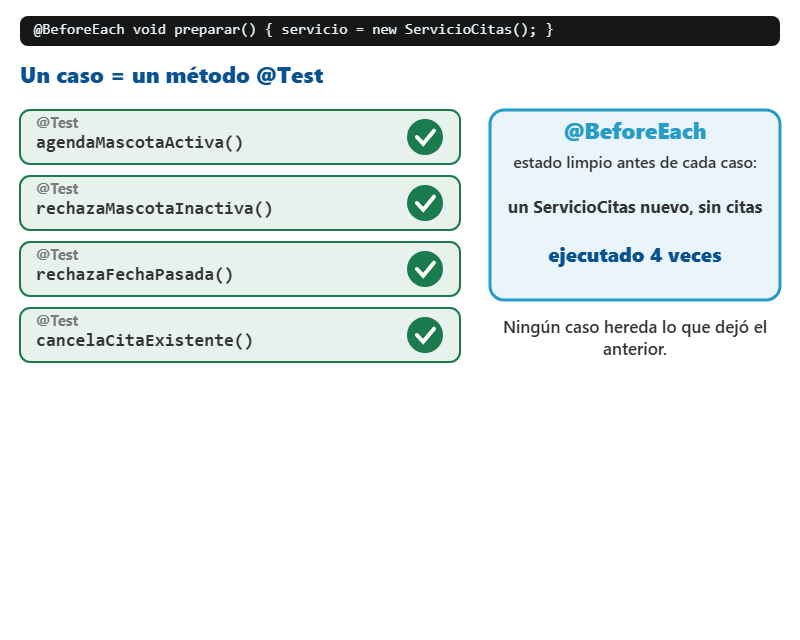 @BeforeEach void preparar() { servicio = new ServicioCitas(); }
Un caso = un método @Test
@Test
agendaMascotaActiva()
@Test
rechazaMascotaInactiva()
@Test
rechazaFechaPasada()
@Test
cancelaCitaExistente()
@BeforeEach
estado limpio antes de cada caso:
un ServicioCitas nuevo, sin citas
ejecutado 4 veces
Ningún caso hereda lo que dejó el
anterior.